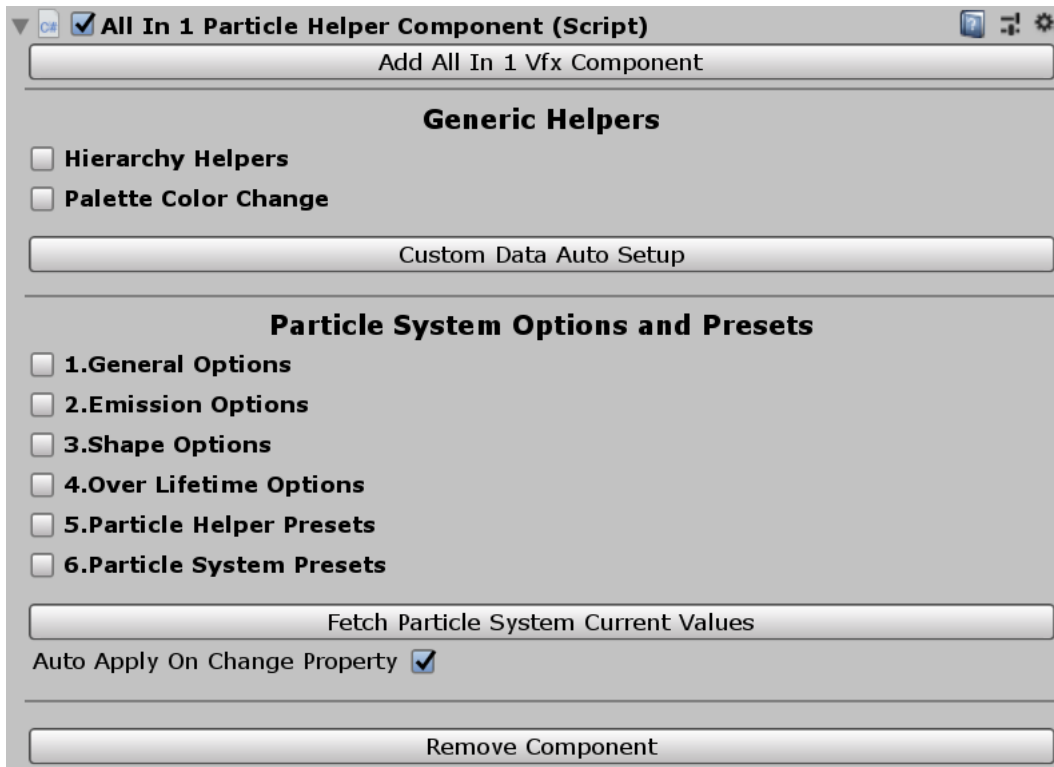 All In 1 Particle Helper Component (Script)
Add All In 1 Vfx Component
Generic Helpers
Hierarchy Helpers
Palette Color Change
Custom Data Auto Setup
Particle System Options and Presets
1.General Options
2.Emission Options
3.Shape Options
4.Over Lifetime Options
5.Particle Helper Presets
6.Particle System Presets
Fetch Particle System Current Values
Auto Apply On Change Property
Remove Component